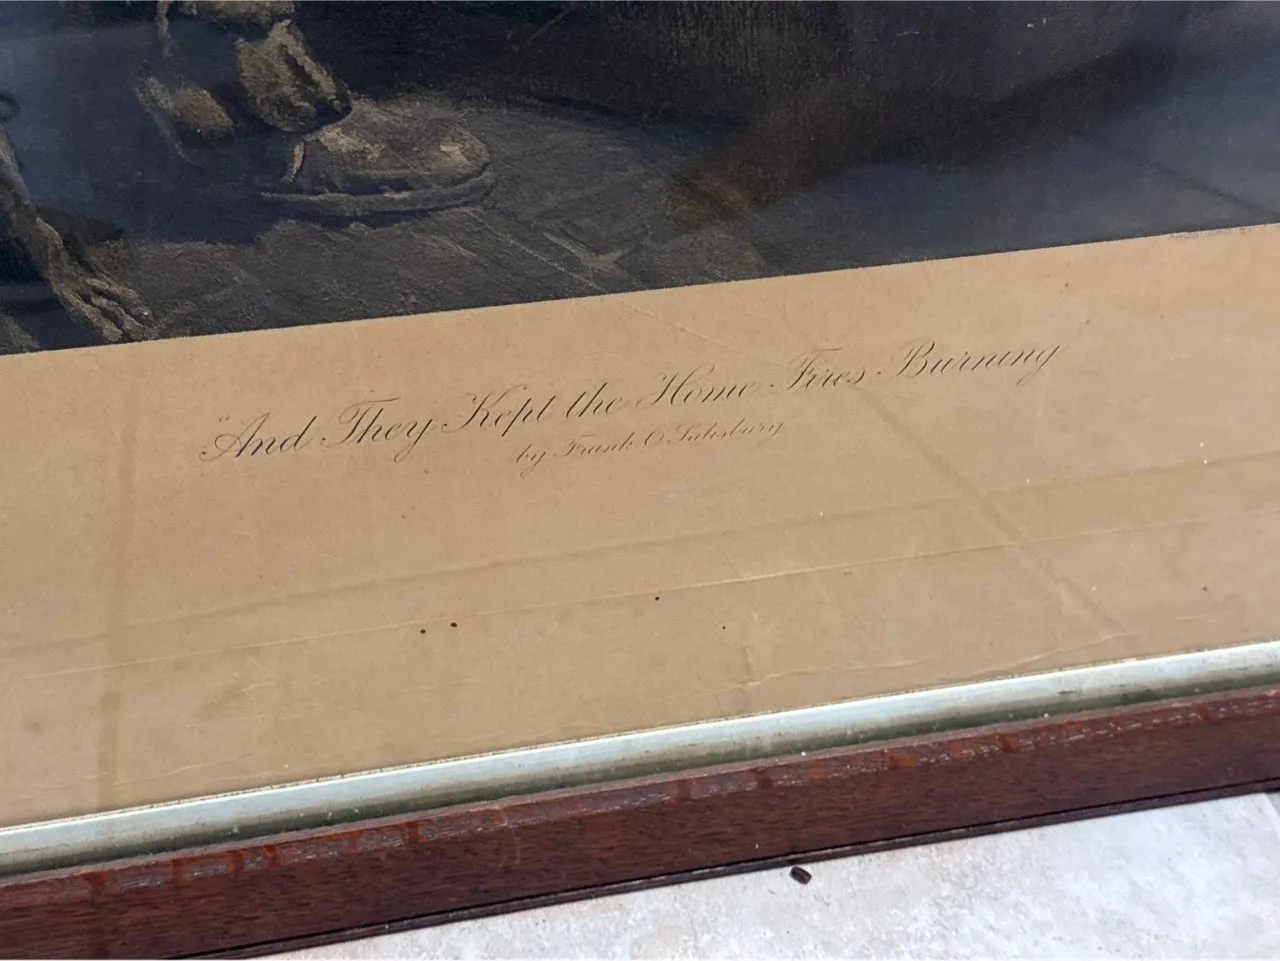 "And They Kept the Home Fires Burning
by Frank O. Salisbury